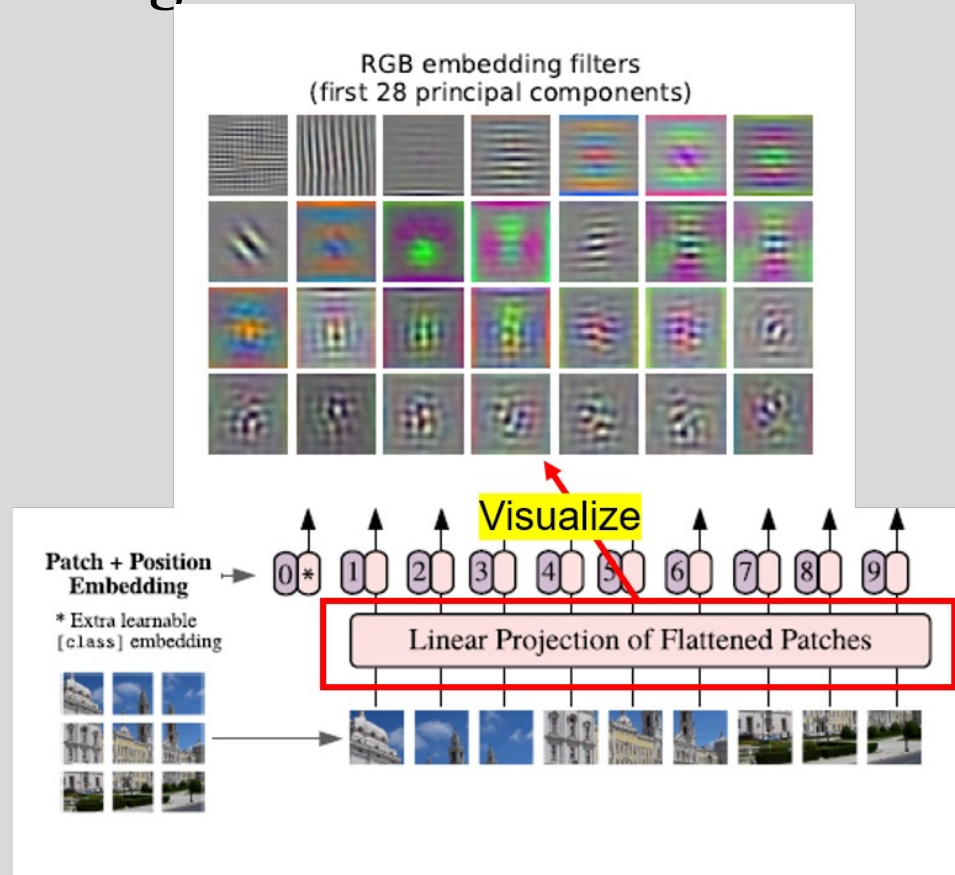 RGB embedding filters
(first 28 principal components)
Visualize
Patch + Position
Embedding
0 * 1 2 3 4 5 6 7 8 9
* Extra learnable
[class] embedding
Linear Projection of Flattened Patches